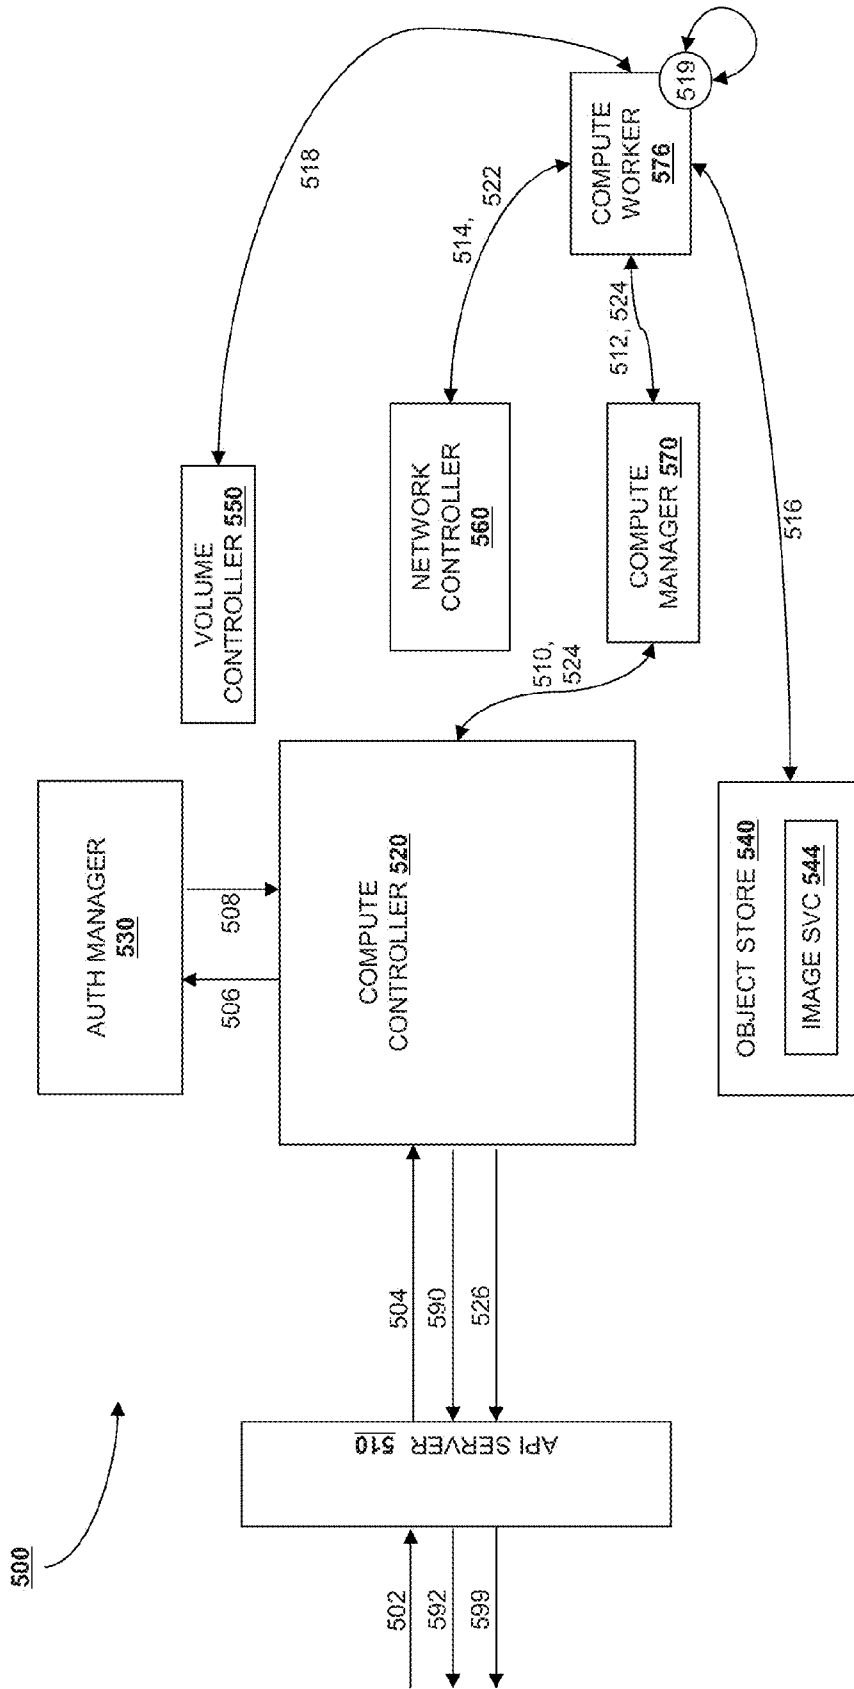 500
502
592
599
API SERVER 510
504
590
526
AUTH MANAGER
530
506
508
COMPUTE
CONTROLLER 520
OBJECT STORE 540
IMAGE SVC 544
VOLUME
CONTROLLER 550
NETWORK
CONTROLLER
560
510,
524
COMPUTE
MANAGER 570
518
514,
522
512, 524
516
COMPUTE
WORKER
576
519